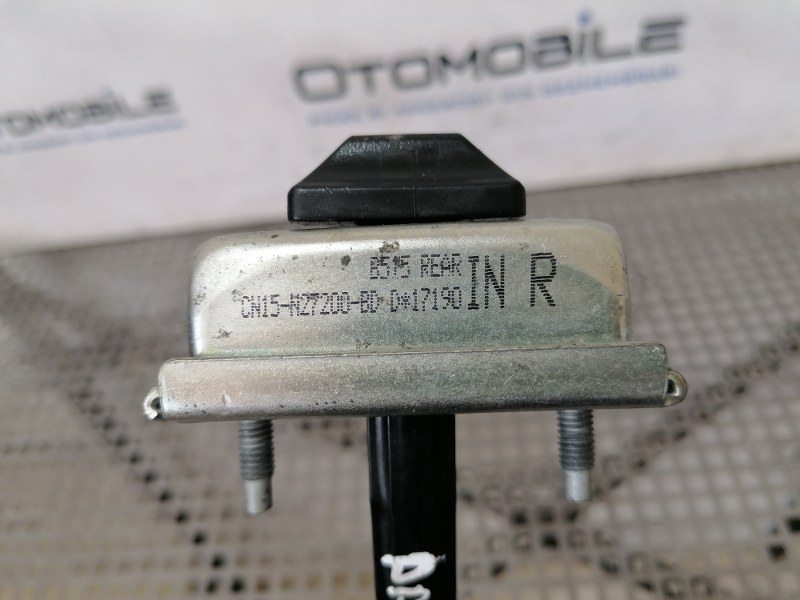 OTOMOBILE
OTOMOBILE
B515 REAR
IN R
CN15-N27200-BD D*17190